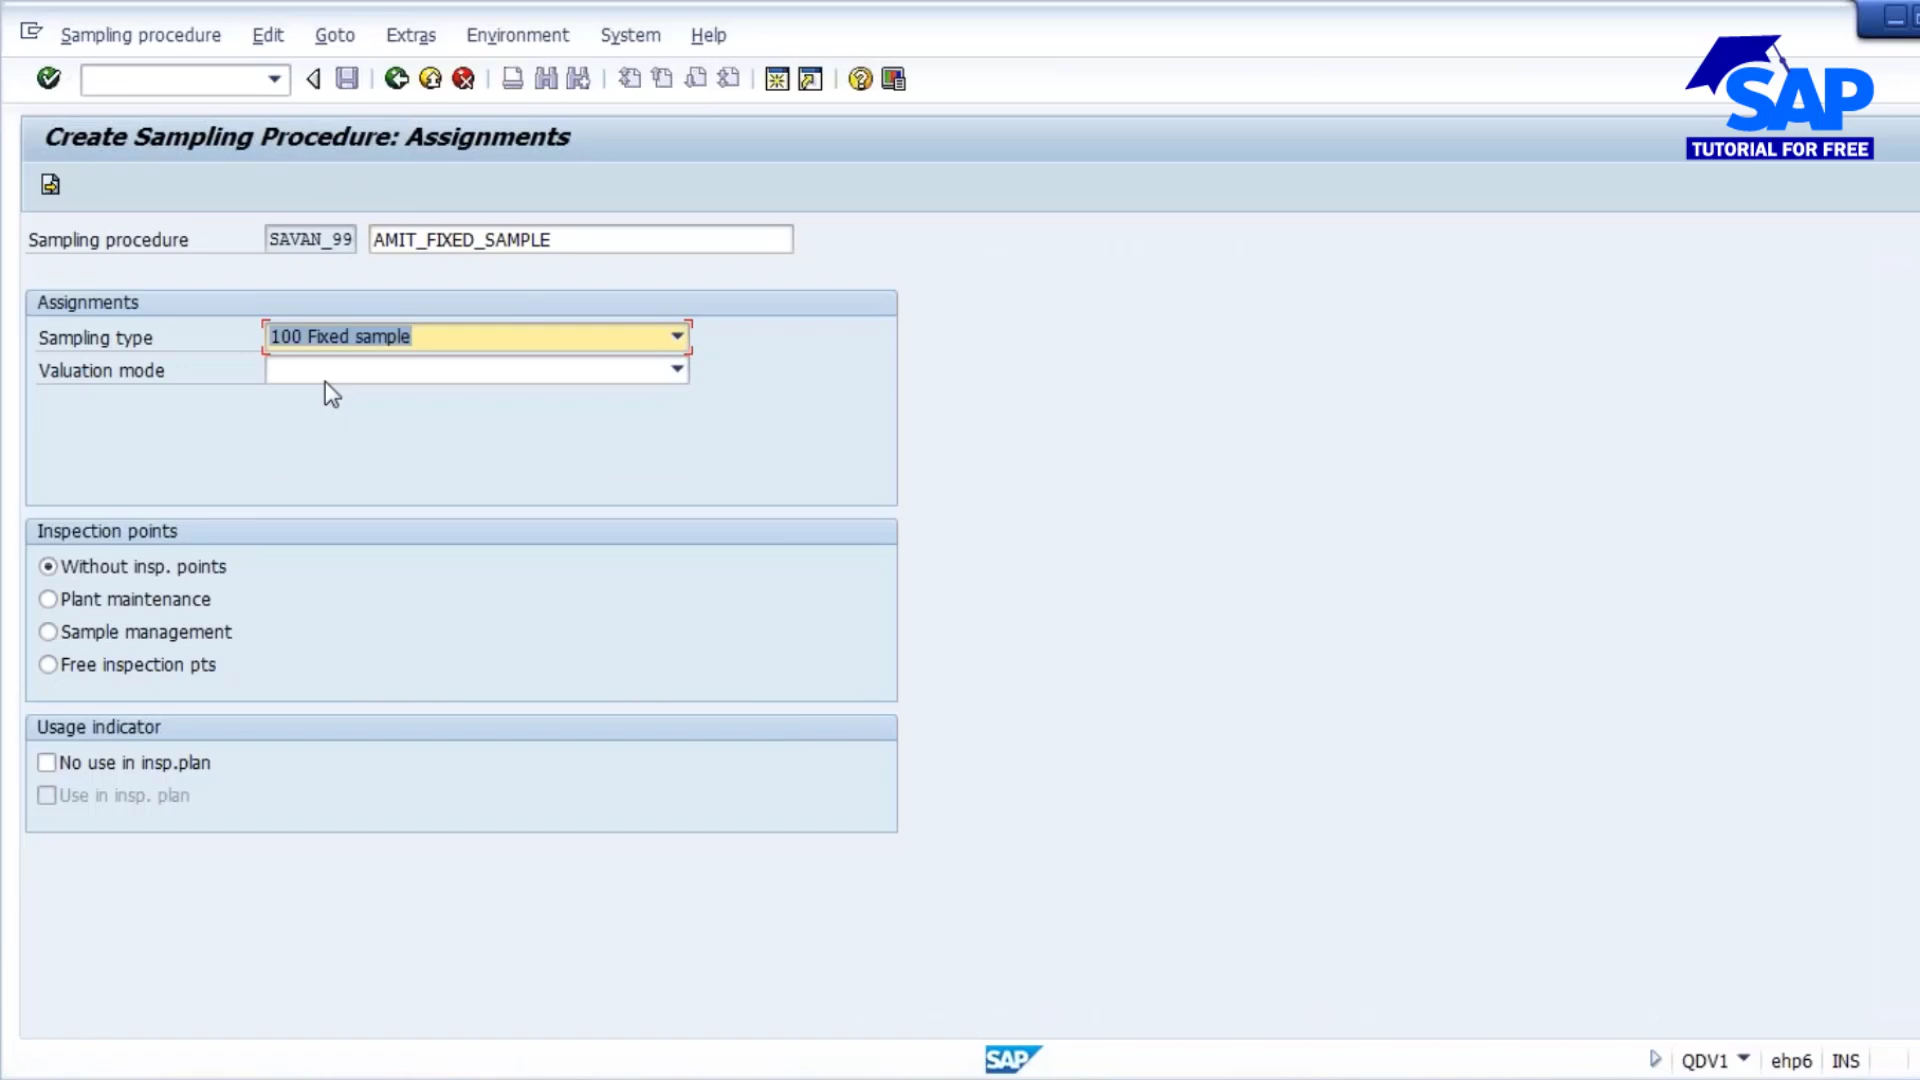 Sampling procedure Edit Goto Extras Environment System Help
SAP
TUTORIAL FOR FREE
Create Sampling Procedure: Assignments
Sampling procedure SAVAN_99 AMIT_FIXED_SAMPLE
Assignments
Sampling type 100 Fixed sample
Valuation mode
Inspection points
Without insp. points
Plant maintenance
Sample management
Free inspection pts
Usage indicator
No use in insp.plan
Use in insp. plan
SAP
QDV1 ehp6 INS